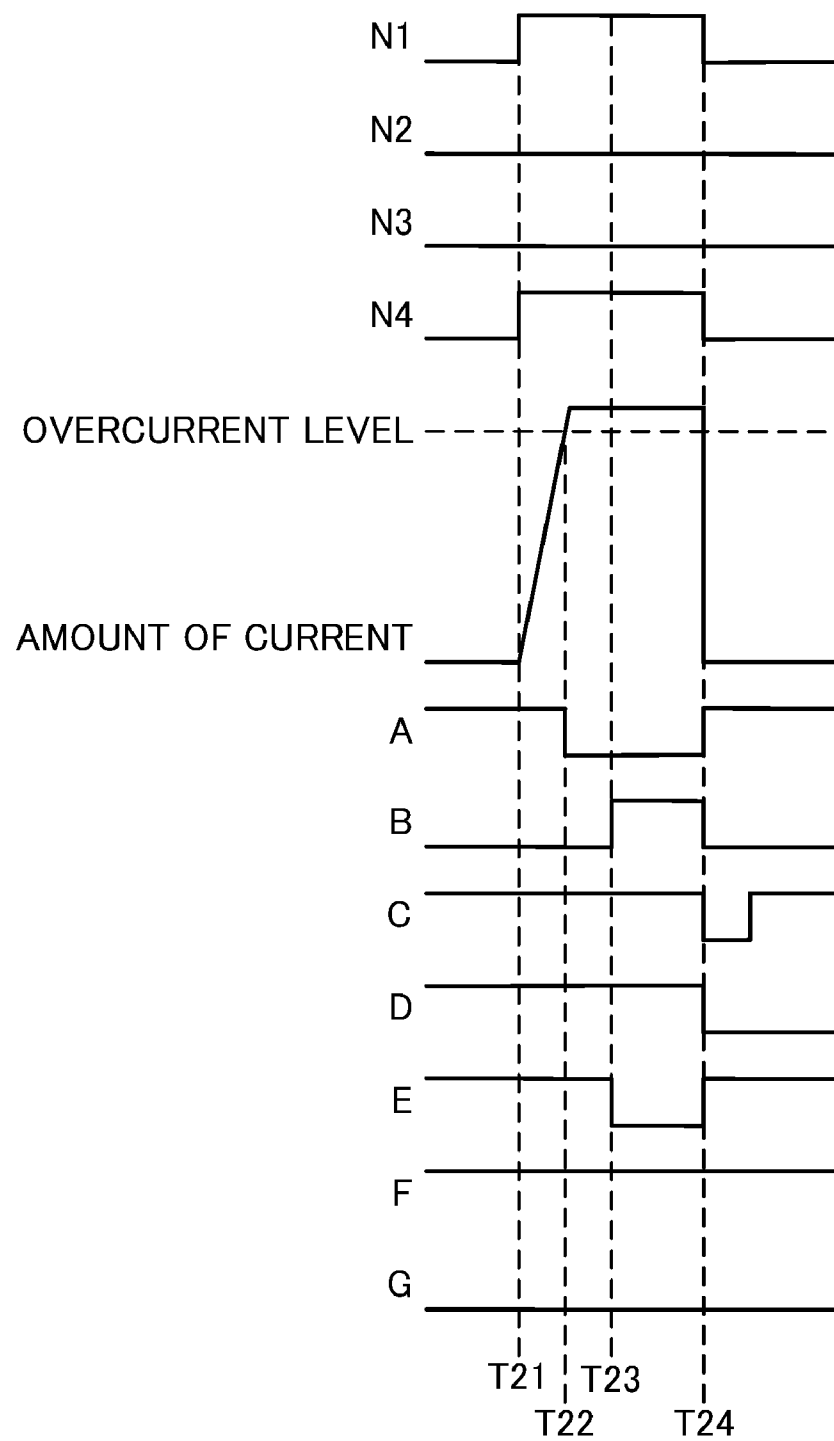 N1
N2
N3
N4
OVERCURRENT LEVEL
AMOUNT OF CURRENT
A
B
C
D
E
F
G
T21 T23
T22 T24